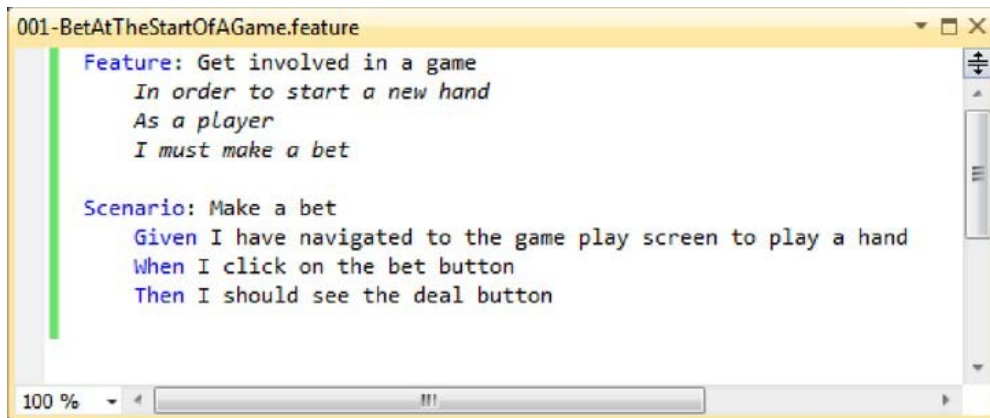 001-BetAtTheStartOfAGame.feature
Feature: Get involved in a game
In order to start a new hand
As a player
I must make a bet
Scenario: Make a bet
Given I have navigated to the game play screen to play a hand
When I click on the bet button
Then I should see the deal button
100 %